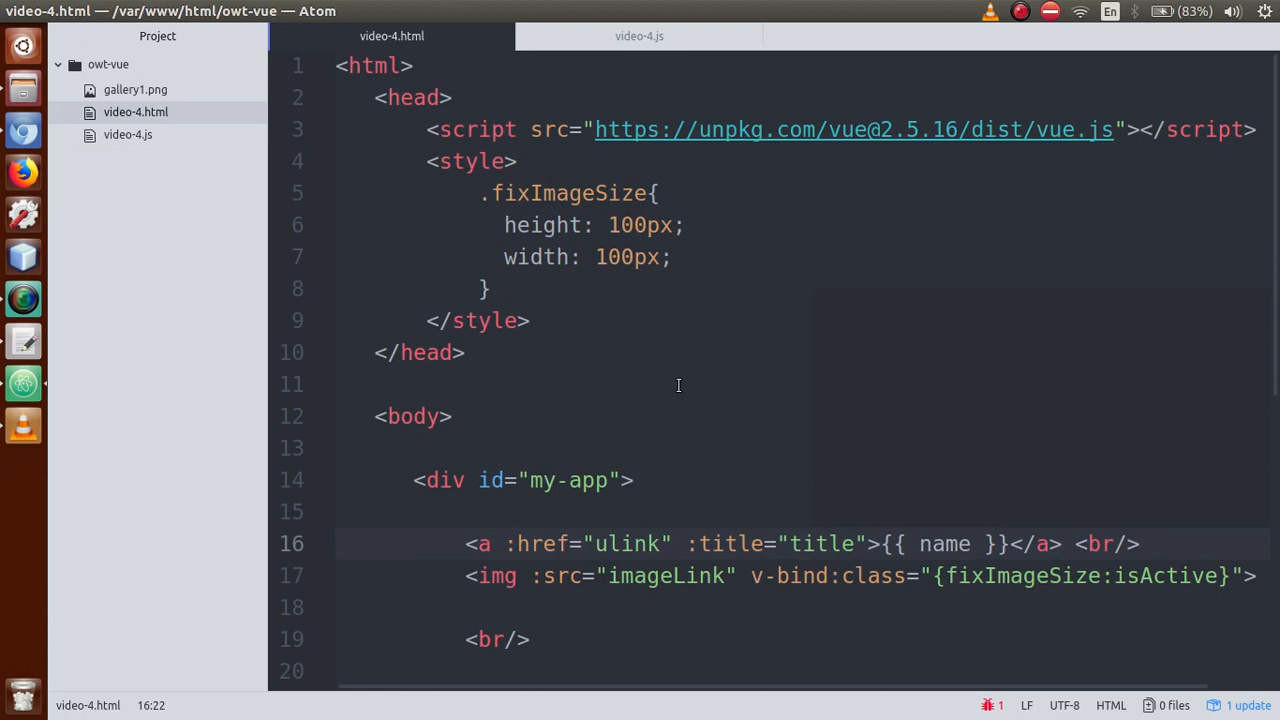 video-4.html — /var/www/html/owt-vue — Atom
En
(83%)
Project
video-4.html
video-4.js
owt-vue
gallery1.png
video-4.html
video-4.js
1 <html>
2 <head>
3 <script src="https://unpkg.com/vue@2.5.16/dist/vue.js"></script>
4 <style>
5 .fixImageSize{
6 height: 100px;
7 width: 100px;
8 }
9 </style>
10 </head>
11
12 <body>
13
14 <div id="my-app">
15
16 <a :href="ulink" :title="title">{{ name }}</a> <br/>
17 <img :src="imageLink" v-bind:class="{fixImageSize:isActive}">
18
19 <br/>
20
video-4.html 16:22
1 LF UTF-8 HTML 0 files 1 update